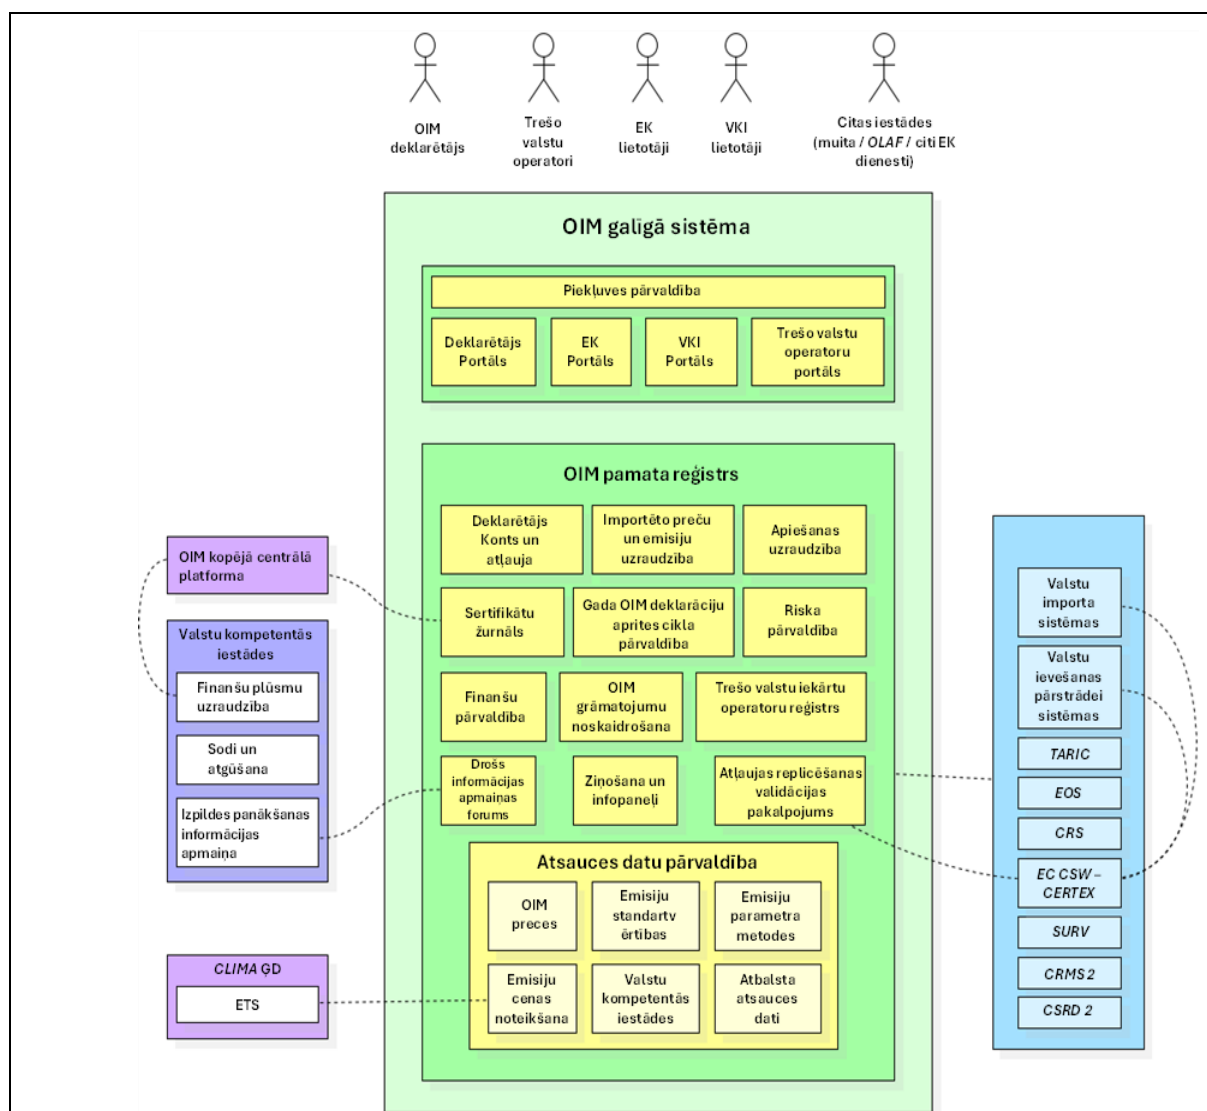 OIM
deklarētājs
Trešo
valstu
operatori
EK
lietotāji
VKI
lietotāji
Citas iestādes
(muita / OLAF / citi EK
dienesti)
OIM galīgā sistēma
Piekļuves pārvaldība
Deklarētājs
Portāls
EK
Portāls
VKI
Portāls
Trešo valstu
operatoru
portāls
OIM pamata reģistrs
Deklarētājs
Konts un
atļauja
Importēto preču
un emisiju
uzraudzība
Apiešanas
uzraudzība
Sertifikātu
žurnāls
Gada OIM deklarāciju
aprites cikla
pārvaldība
Riska
pārvaldība
Finanšu
pārvaldība
OIM
grāmatojumu
noskaidrošana
Trešo valstu iekārtu
operatoru reģistrs
Drošs
informācijas
apmaiņas
forums
Ziņošana un
infopaneļi
Atļaujas replicēšanas
validācijas
pakalpojums
Atsauces datu pārvaldība
OIM
preces
Emisiju
standartv
ērtības
Emisiju
parametra
metodes
Emisiju
cenas
noteikšana
Valstu
kompetentās
iestādes
Atbalsta
atsauces
dati
OIM kopējā centrālā
platforma
Valstu kompetentās
iestādes
Finanšu plūsmu
uzraudzība
Sodi un
atgūšana
Izpildes panākšanas
informācijas
apmaiņa
CLIMA ĢD
ETS
Valstu
importa
sistēmas
Valstu
ievešanas
pārstrādei
sistēmas
TARIC
EOS
CRS
EC CSW –
CERTEX
SURV
CRMS 2
CSRD 2